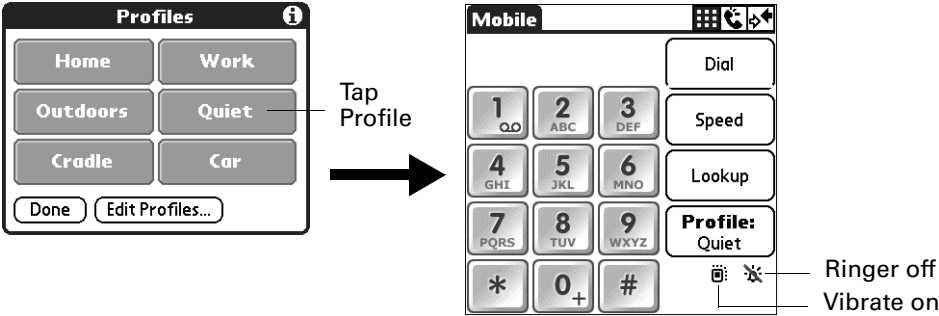 Profiles
Home Work
Outdoors Quiet
Cradle Car
Done Edit Profiles...
Tap
Profile
Mobile
Dial
1 2 ABC 3 DEF
Speed
4 GHI 5 JKL 6 MNO
Lookup
7 PQRS 8 TUV 9 WXYZ
Profile:
Quiet
* 0 + #
Ringer off
Vibrate on